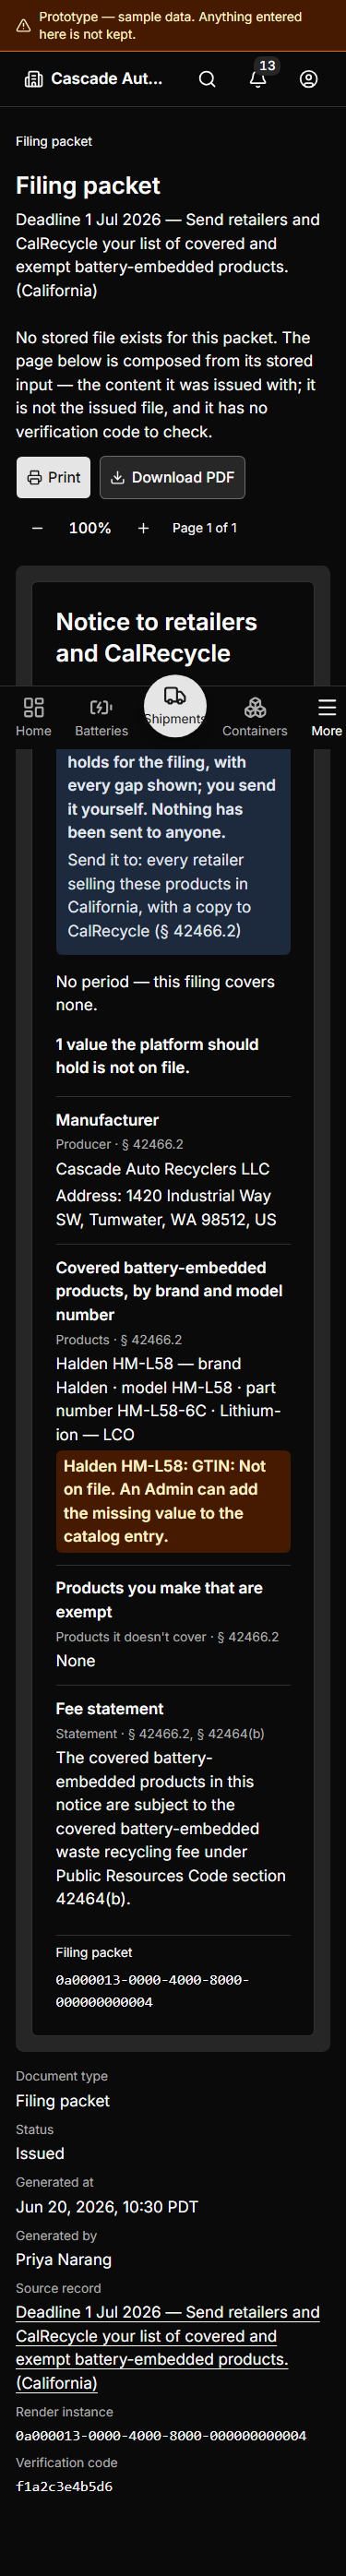 Prototype — sample data. Anything entered
here is not kept.
Cascade Aut...
13
Filing packet
Filing packet
Deadline 1 Jul 2026 — Send retailers and
CalRecycle your list of covered and
exempt battery-embedded products.
(California)
No stored file exists for this packet. The
page below is composed from its stored
input — the content it was issued with; it
is not the issued file, and it has no
verification code to check.
Print
Download PDF
100%
Page 1 of 1
Notice to retailers
and CalRecycle
Home
Batteries
Shipments
Containers
More
holds for the filing, with
every gap shown; you send
it yourself. Nothing has
been sent to anyone.
Send it to: every retailer
selling these products in
California, with a copy to
CalRecycle (§ 42466.2)
No period — this filing covers
none.
1 value the platform should
hold is not on file.
Manufacturer
Producer · § 42466.2
Cascade Auto Recyclers LLC
Address: 1420 Industrial Way
SW, Tumwater, WA 98512, US
Covered battery-embedded
products, by brand and model
number
Products · § 42466.2
Halden HM-L58 — brand
Halden · model HM-L58 · part
number HM-L58-6C · Lithium-
ion — LCO
Halden HM-L58: GTIN: Not
on file. An Admin can add
the missing value to the
catalog entry.
Products you make that are
exempt
Products it doesn't cover · § 42466.2
None
Fee statement
Statement · § 42466.2, § 42464(b)
The covered battery-
embedded products in this
notice are subject to the
covered battery-embedded
waste recycling fee under
Public Resources Code section
42464(b).
Filing packet
0a000013-0000-4000-8000-
000000000004
Document type
Filing packet
Status
Issued
Generated at
Jun 20, 2026, 10:30 PDT
Generated by
Priya Narang
Source record
Deadline 1 Jul 2026 — Send retailers and
CalRecycle your list of covered and
exempt battery-embedded products.
(California)
Render instance
0a000013-0000-4000-8000-000000000004
Verification code
f1a2c3e4b5d6